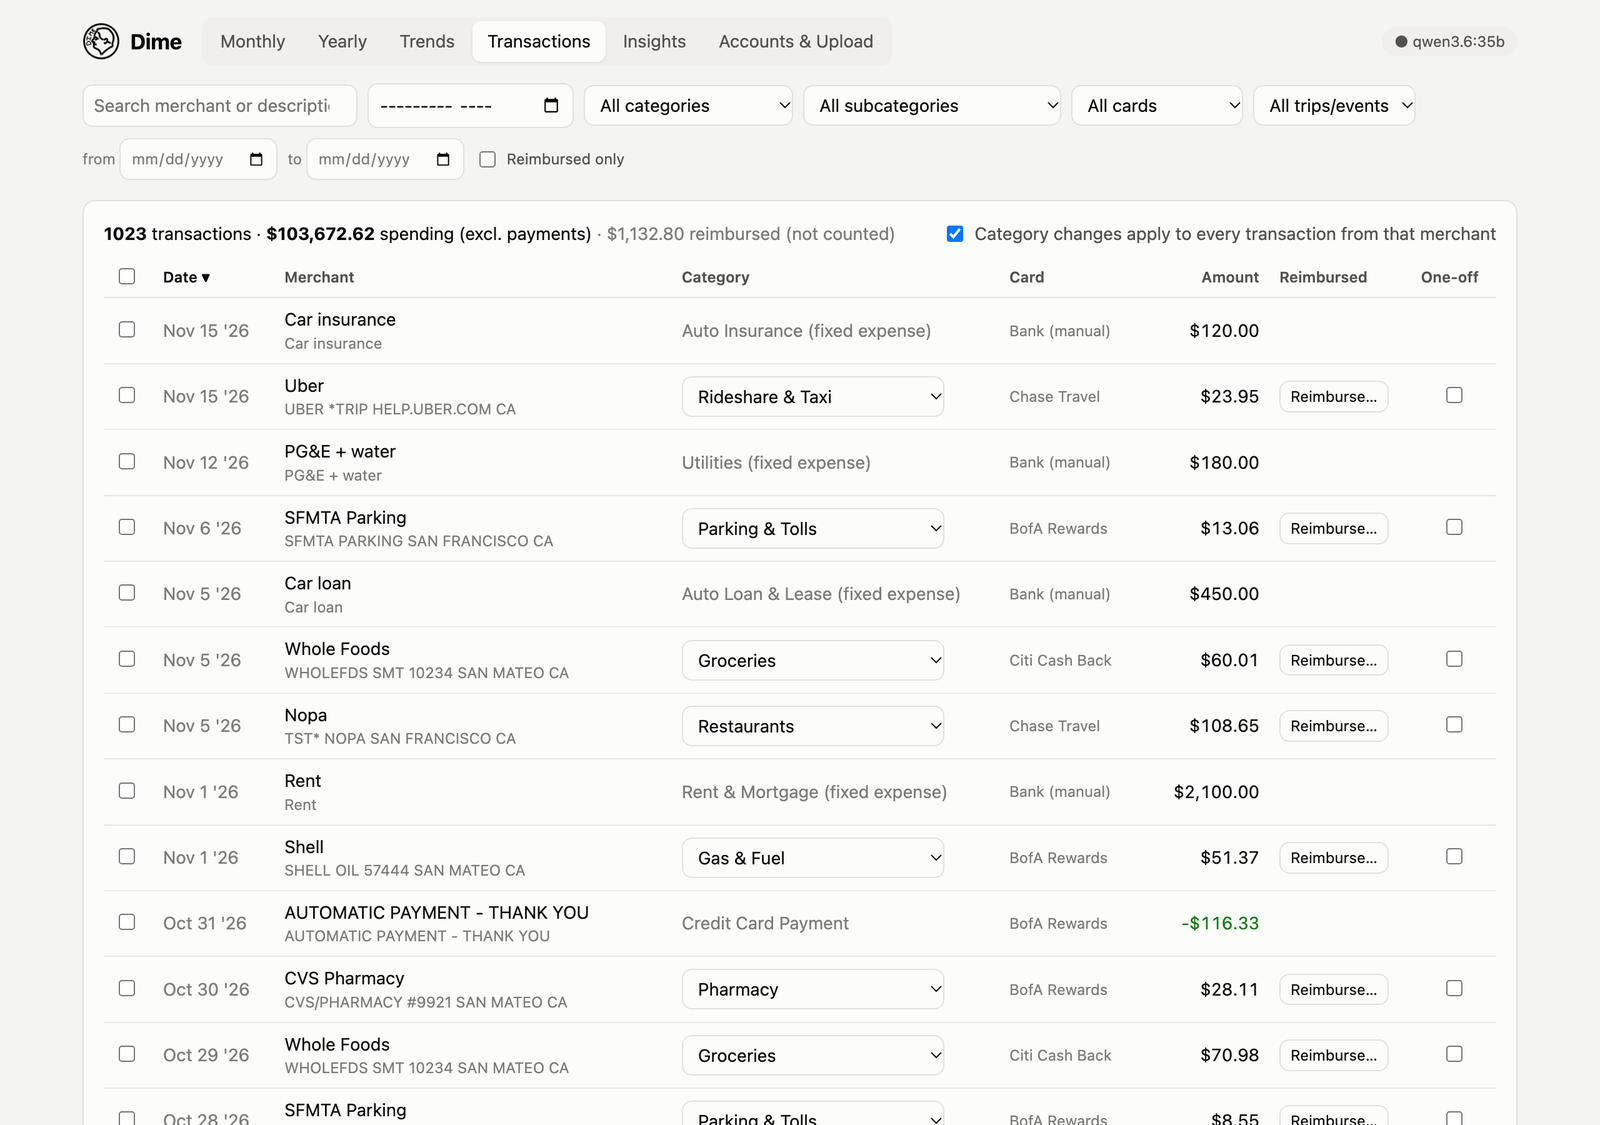 Dime
Monthly Yearly Trends Transactions Insights Accounts & Upload
qwen3.6:35b
Search merchant or descripti
--------- ----
All categories
All subcategories
All cards
All trips/events
from mm/dd/yyyy to mm/dd/yyyy Reimbursed only
1023 transactions · $103,672.62 spending (excl. payments) · $1,132.80 reimbursed (not counted)
Category changes apply to every transaction from that merchant
Date ▾ Merchant Category Card Amount Reimbursed One-off
Nov 15 '26 Car insurance Auto Insurance (fixed expense) Bank (manual) $120.00
Car insurance
Nov 15 '26 Uber Rideshare & Taxi Chase Travel $23.95 Reimburse...
UBER *TRIP HELP.UBER.COM CA
Nov 12 '26 PG&E + water Utilities (fixed expense) Bank (manual) $180.00
PG&E + water
Nov 6 '26 SFMTA Parking Parking & Tolls BofA Rewards $13.06 Reimburse...
SFMTA PARKING SAN FRANCISCO CA
Nov 5 '26 Car loan Auto Loan & Lease (fixed expense) Bank (manual) $450.00
Car loan
Nov 5 '26 Whole Foods Groceries Citi Cash Back $60.01 Reimburse...
WHOLEFDS SMT 10234 SAN MATEO CA
Nov 5 '26 Nopa Restaurants Chase Travel $108.65 Reimburse...
TST* NOPA SAN FRANCISCO CA
Nov 1 '26 Rent Rent & Mortgage (fixed expense) Bank (manual) $2,100.00
Rent
Nov 1 '26 Shell Gas & Fuel BofA Rewards $51.37 Reimburse...
SHELL OIL 57444 SAN MATEO CA
Oct 31 '26 AUTOMATIC PAYMENT - THANK YOU Credit Card Payment BofA Rewards -$116.33
AUTOMATIC PAYMENT - THANK YOU
Oct 30 '26 CVS Pharmacy Pharmacy BofA Rewards $28.11 Reimburse...
CVS/PHARMACY #9921 SAN MATEO CA
Oct 29 '26 Whole Foods Groceries Citi Cash Back $70.98 Reimburse...
WHOLEFDS SMT 10234 SAN MATEO CA
Oct 28 '26 SFMTA Parking Parking & Tolls BofA Rewards $8.55 Reimburse...